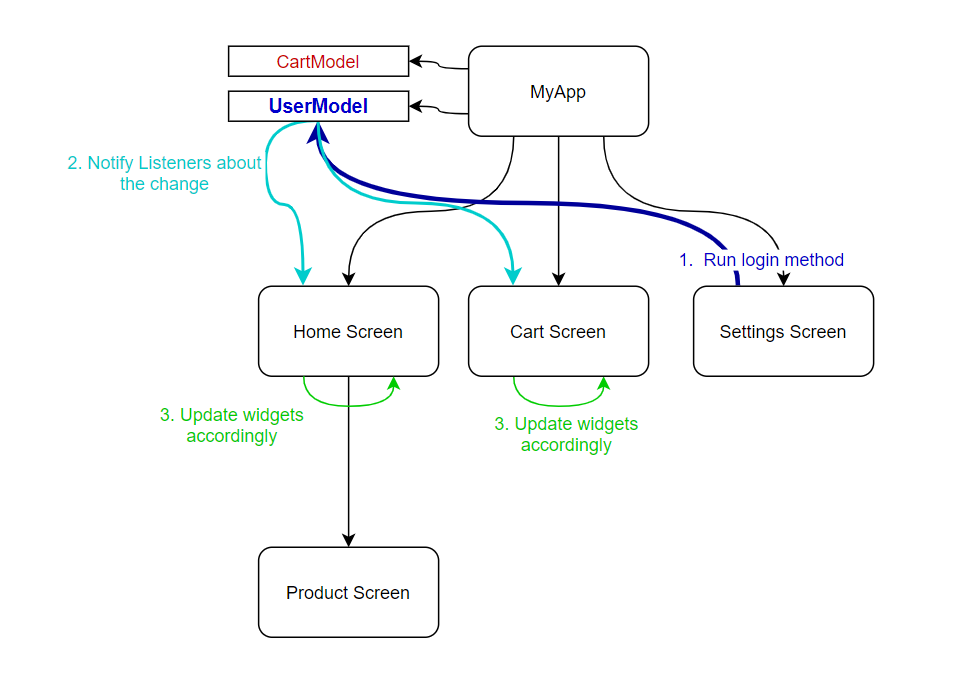 CartModel
MyApp
UserModel
2. Notify Listeners about
the change
1.  Run login method
Home Screen
Cart Screen
Settings Screen
3. Update widgets
accordingly
3. Update widgets
accordingly
Product Screen